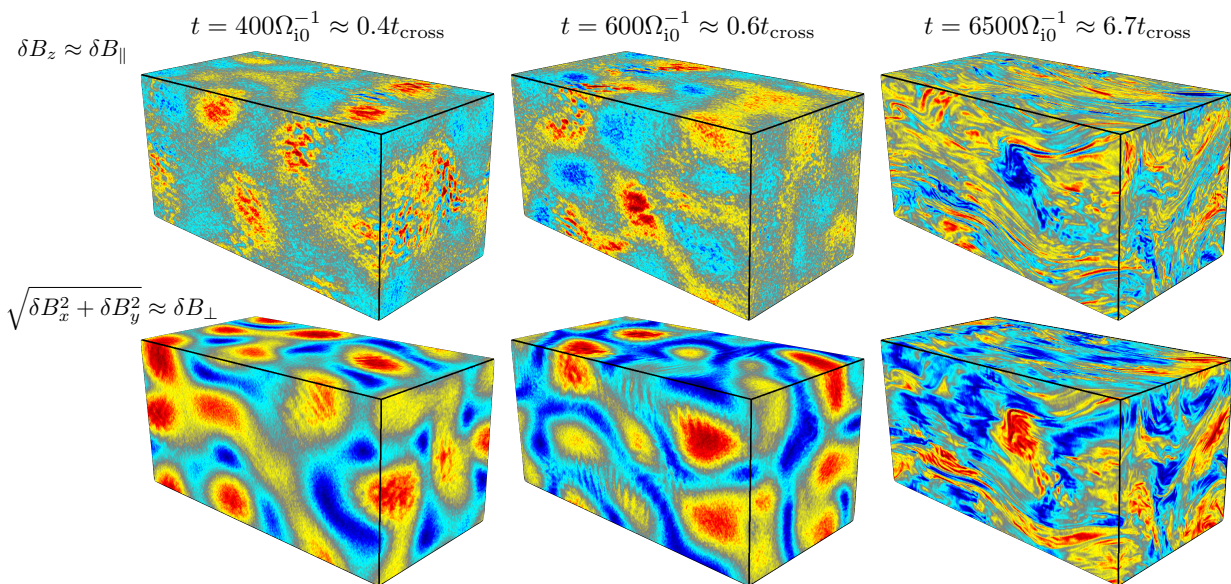 t = 400Ω_{i0}^{-1} ≈ 0.4t_{cross}
t = 600Ω_{i0}^{-1} ≈ 0.6t_{cross}
t = 6500Ω_{i0}^{-1} ≈ 6.7t_{cross}
δB_z ≈ δB_∥
√(δB_x^2 + δB_y^2) ≈ δB_⊥